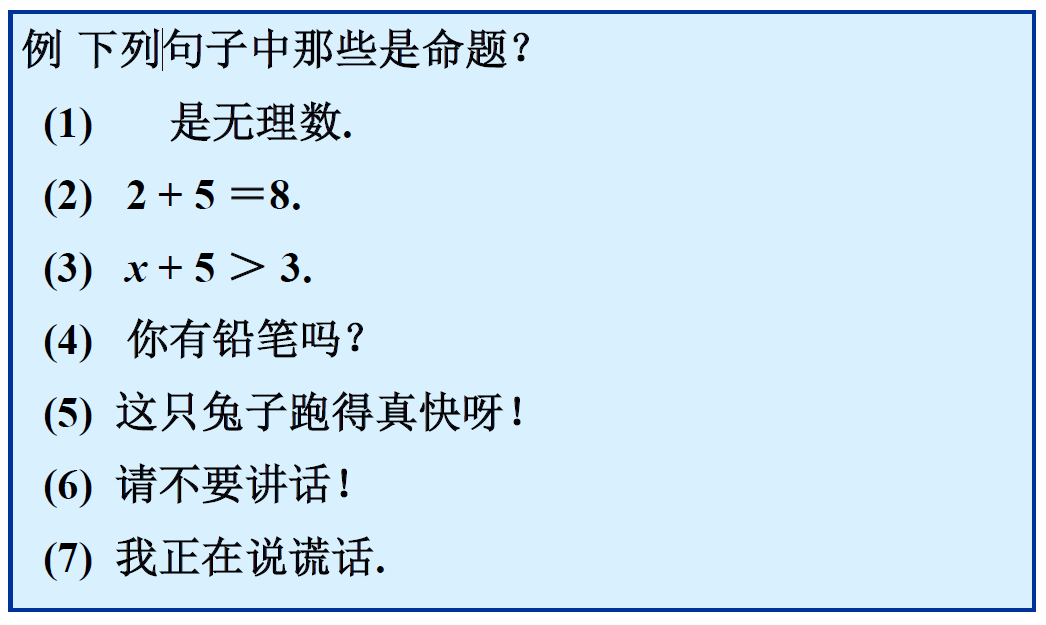 例 下列句子中那些是命题？
(1) 是无理数.
(2) 2 + 5 ＝8.
(3) x + 5 ＞ 3.
(4) 你有铅笔吗？
(5) 这只兔子跑得真快呀！
(6) 请不要讲话！
(7) 我正在说谎话.